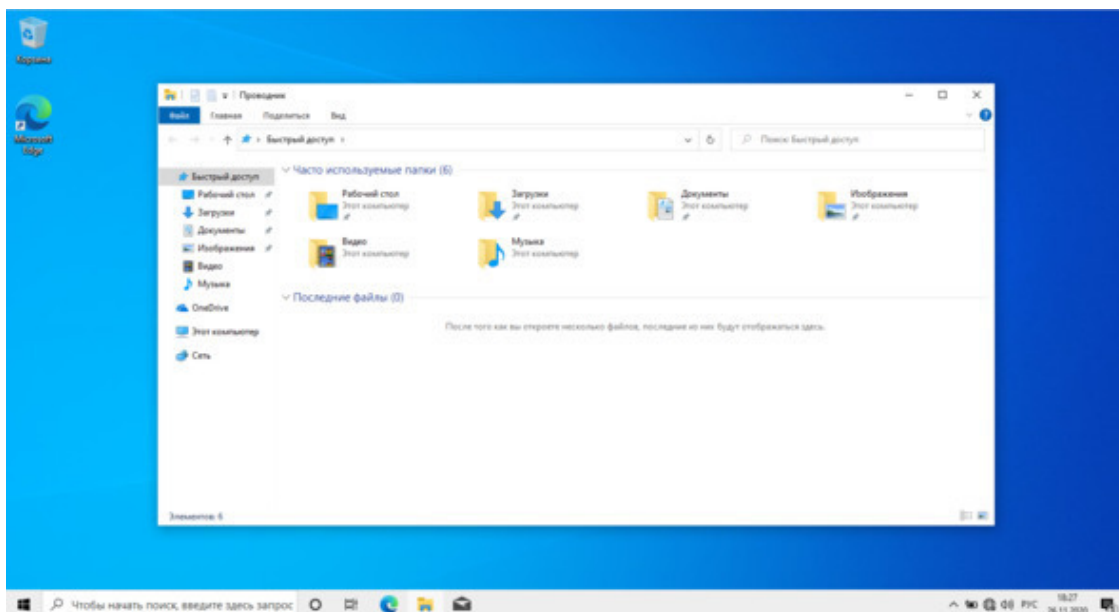 Корзина
Microsoft
Edge
Проводник
Файл Главная Поделиться Вид
Быстрый доступ
Поиск: Быстрый доступ
Быстрый доступ
Рабочий стол
Загрузки
Документы
Изображения
Видео
Музыка
OneDrive
Этот компьютер
Сеть
Часто используемые папки (6)
Рабочий стол
Этот компьютер
Загрузки
Этот компьютер
Документы
Этот компьютер
Изображения
Этот компьютер
Видео
Этот компьютер
Музыка
Этот компьютер
Последние файлы (0)
После того как вы откроете несколько файлов, последние из них будут отображаться здесь.
Элементов: 6
Чтобы начать поиск, введите здесь запрос
РУС
18:27
26.11.2020